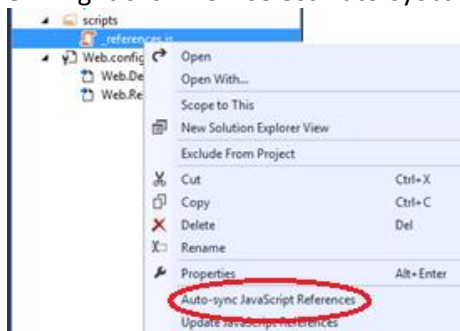 scripts
_references.js
Web.config
Web.De
Web.Re
Open
Open With...
Scope to This
New Solution Explorer View
Exclude From Project
Cut Ctrl+X
Copy Ctrl+C
Delete Del
Rename
Properties Alt+Enter
Auto-sync JavaScript References
Update JavaScript References